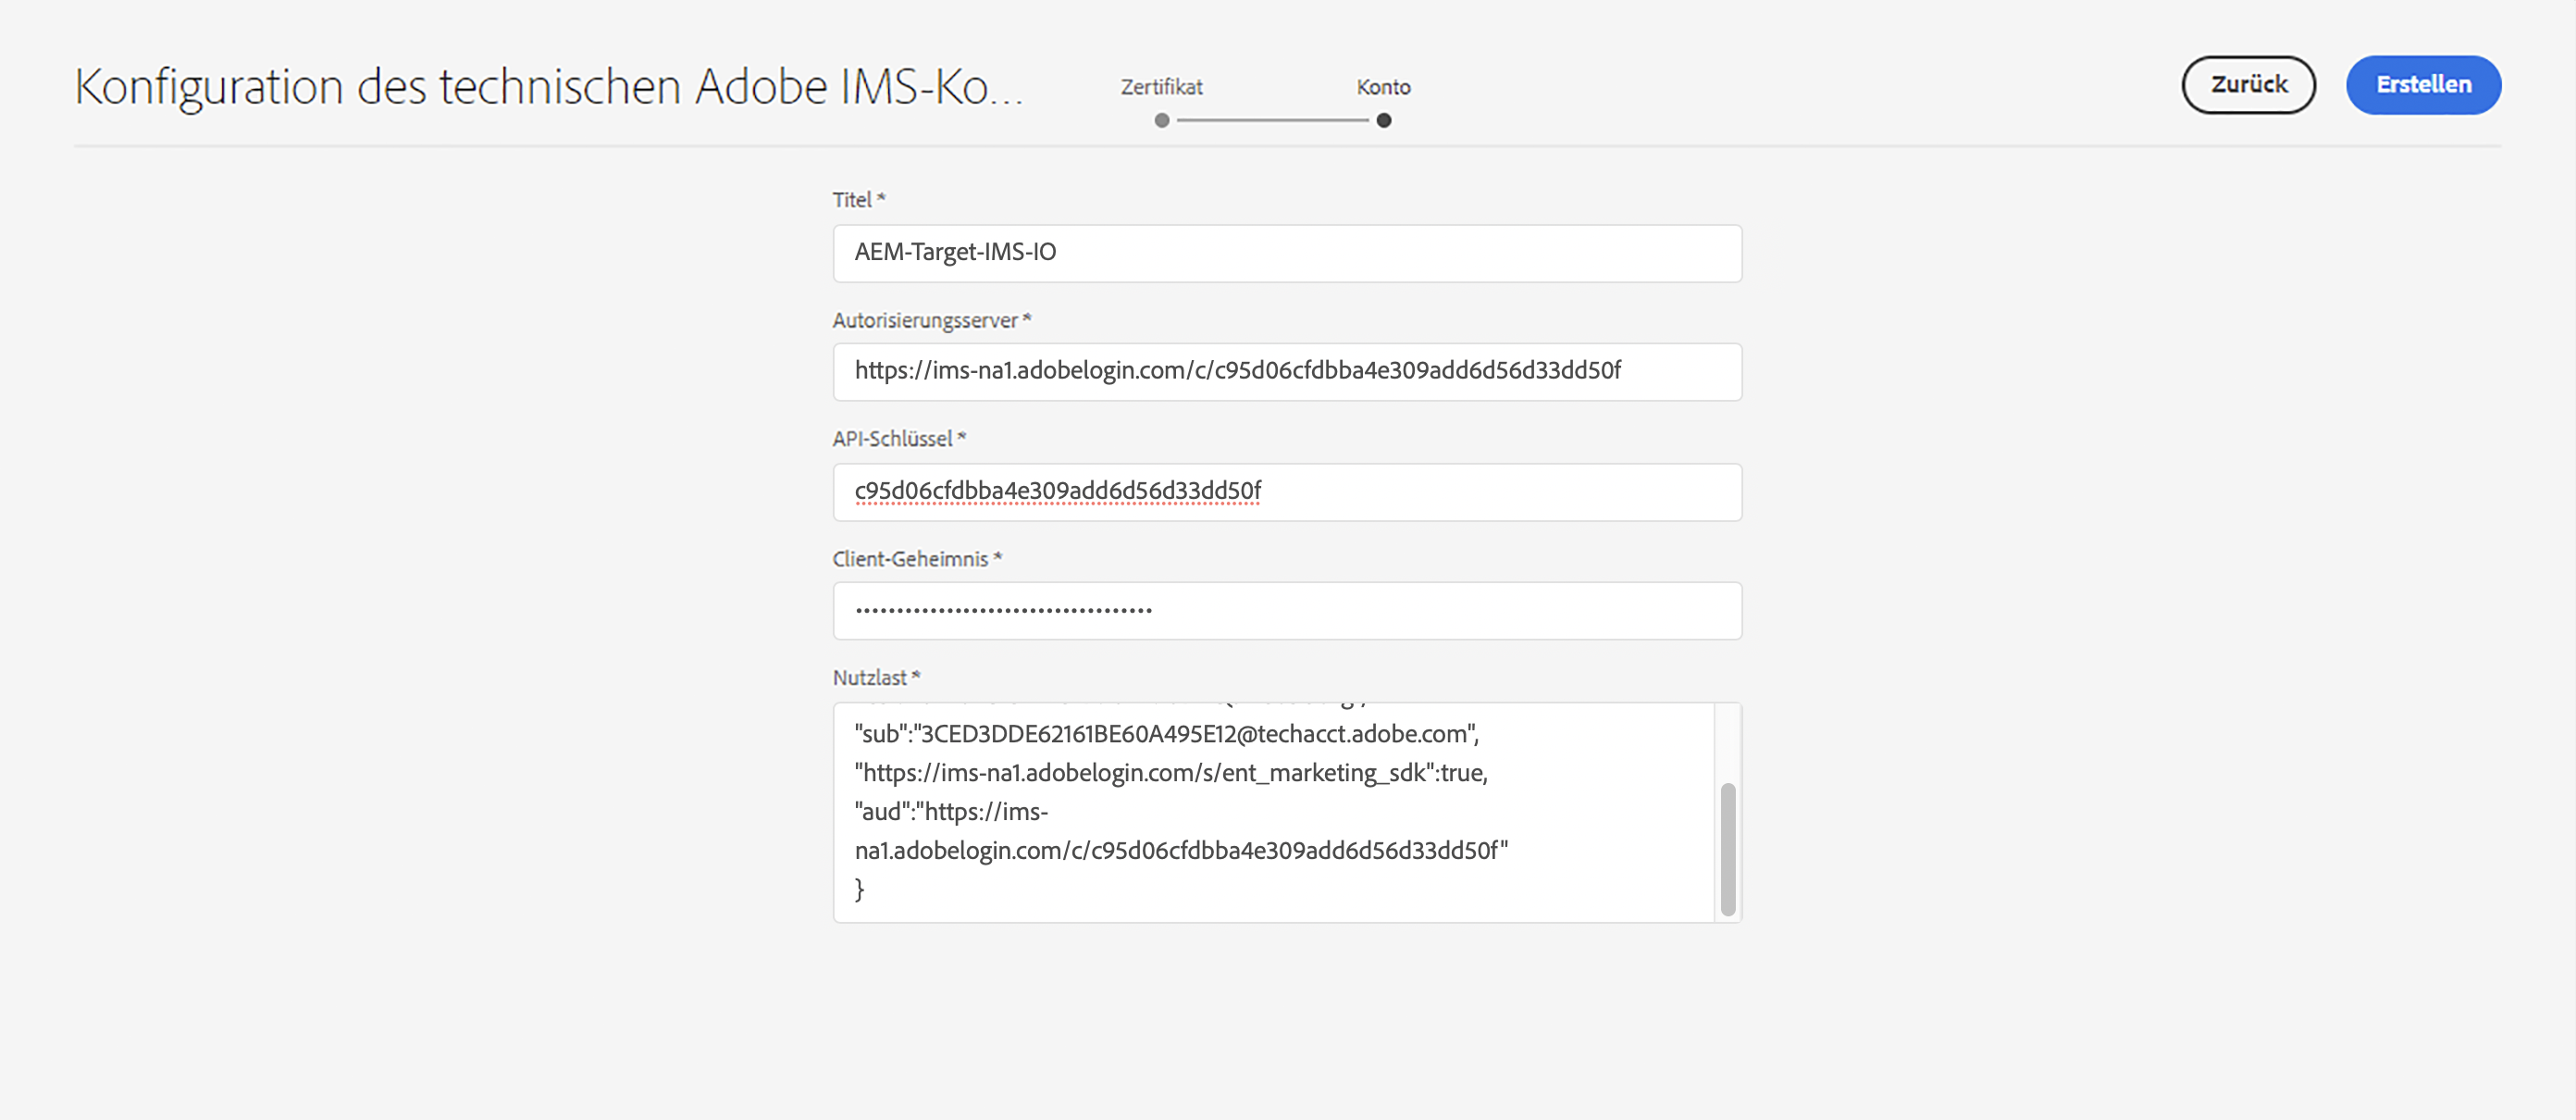 Konfiguration des technischen Adobe IMS-Ko...
Zertifikat
Konto
Zurück
Erstellen
Titel *
AEM-Target-IMS-IO
Autorisierungsserver *
https://ims-na1.adobelogin.com/c/c95d06cfdbba4e309add6d56d33dd50f
API-Schlüssel *
c95d06cfdbba4e309add6d56d33dd50f
Client-Geheimnis *
••••••••••••••••••••••••••••••••••••
Nutzlast *
"sub":"3CED3DDE62161BE60A495E12@techacct.adobe.com",
"https://ims-na1.adobelogin.com/s/ent_marketing_sdk":true,
"aud":"https://ims-
na1.adobelogin.com/c/c95d06cfdbba4e309add6d56d33dd50f"
}